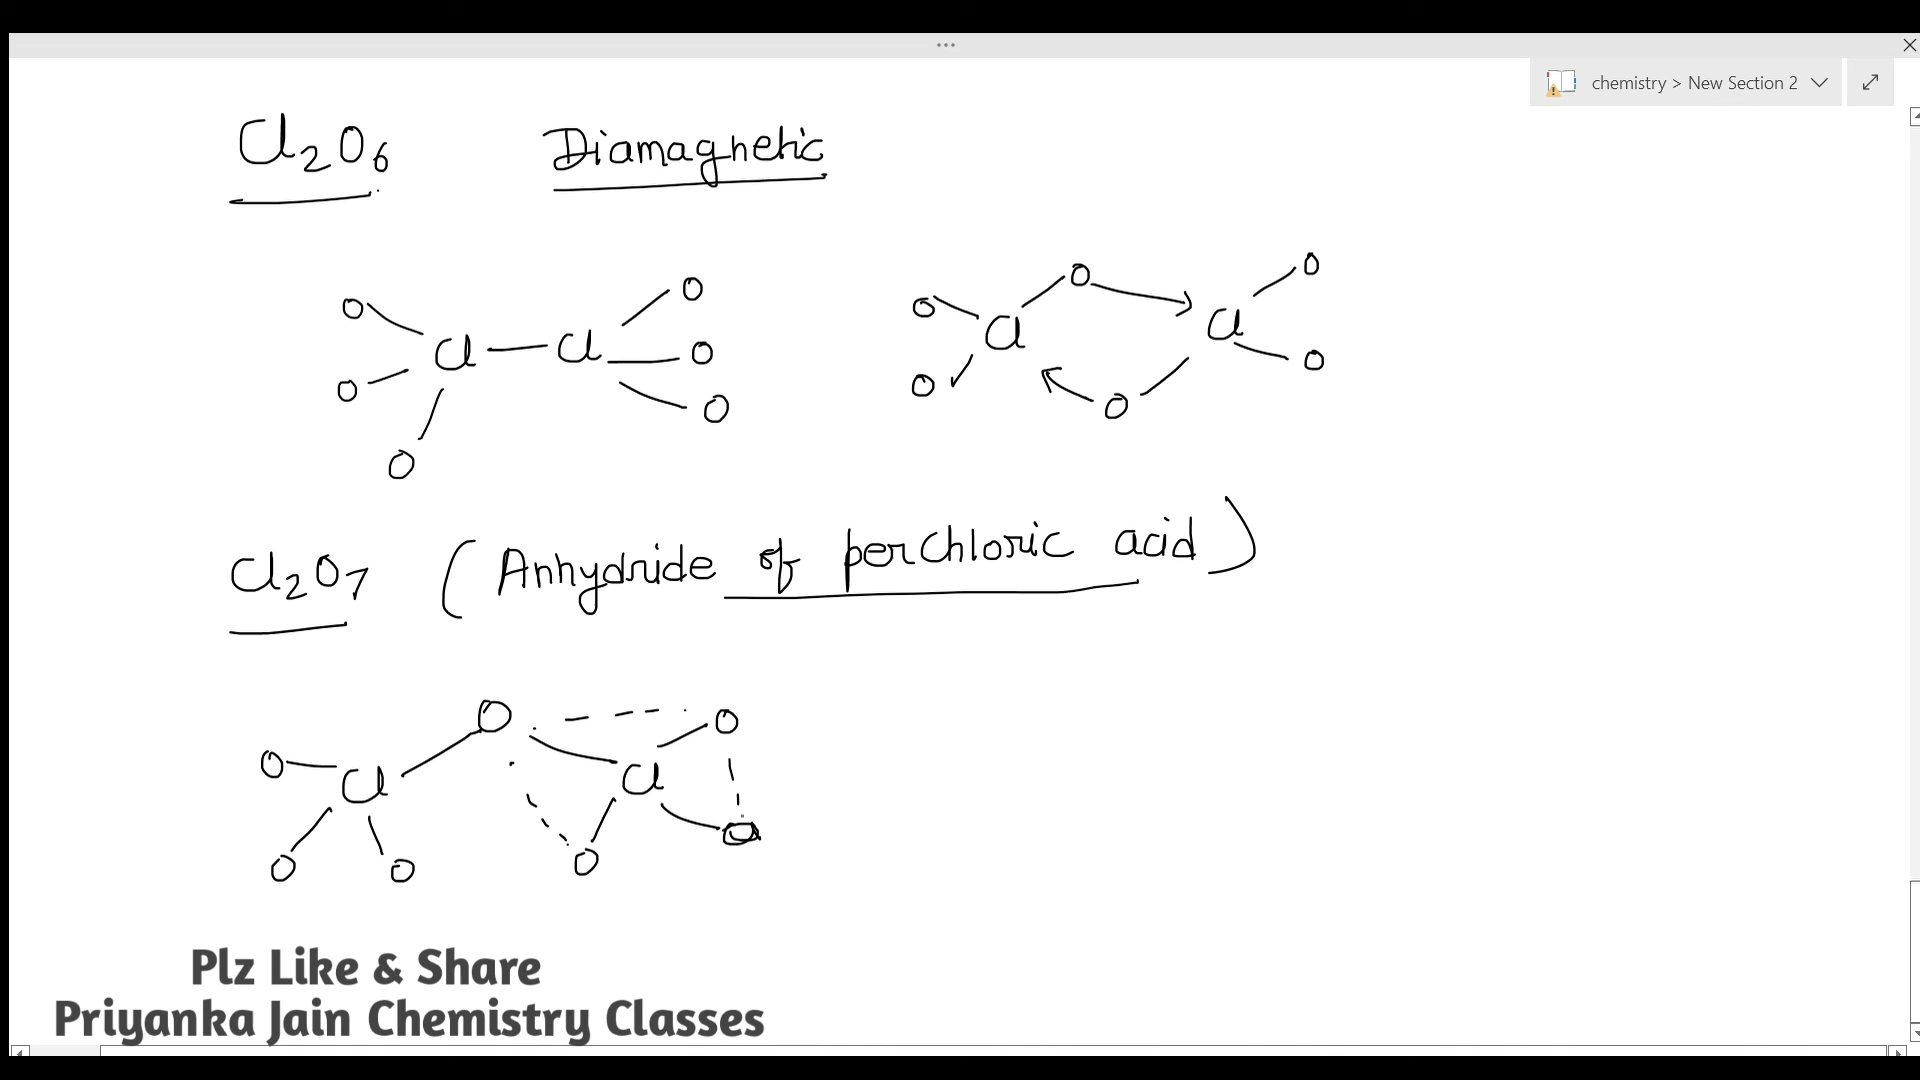 chemistry > New Section 2
Cl₂O₆ Diamagnetic
O O O Cl Cl O O O
O O Cl O O Cl O O
Cl₂O₇ (Anhydride of perchloric acid)
O O O Cl O Cl O O O
Plz Like & Share
Priyanka Jain Chemistry Classes